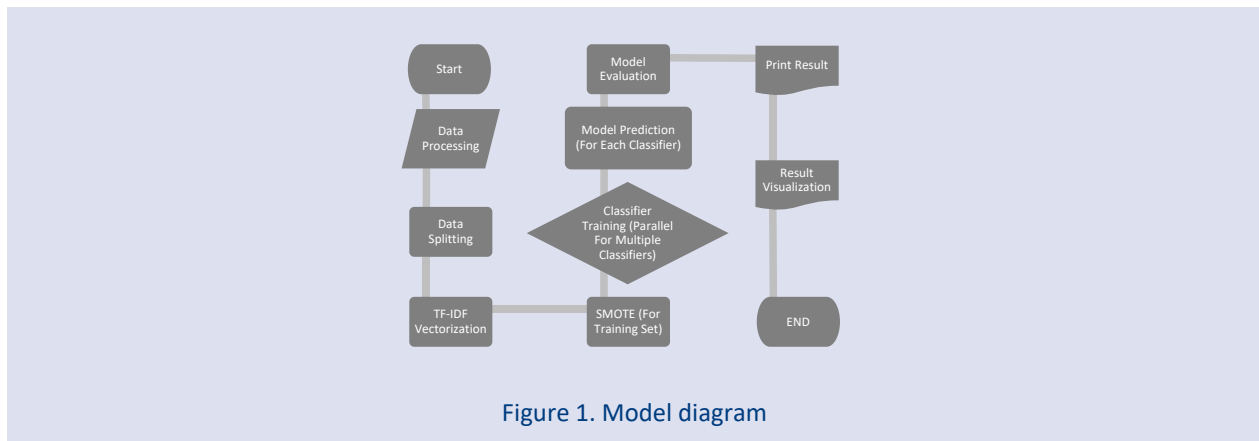 Start
Data
Processing
Data
Splitting
TF-IDF
Vectorization
SMOTE (For
Training Set)
Classifier
Training (Parallel
For Multiple
Classifiers)
Model Prediction
(For Each Classifier)
Model
Evaluation
Print Result
Result
Visualization
END
Figure 1. Model diagram